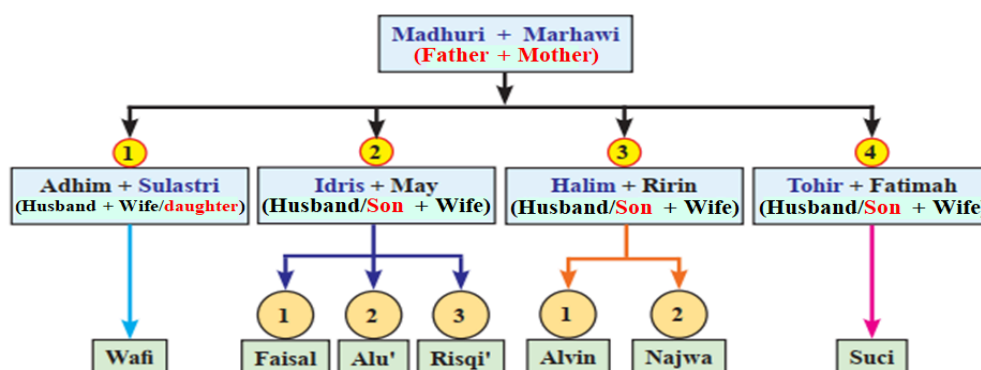 Madhuri + Marhawi
(Father + Mother)
1
2
3
4
Adhim + Sulastri
(Husband + Wife/daughter)
Idris + May
(Husband/Son + Wife)
Halim + Ririn
(Husband/Son + Wife)
Tohir + Fatimah
(Husband/Son + Wife
1
2
3
1
2
Wafi
Faisal
Alu'
Risqi'
Alvin
Najwa
Suci